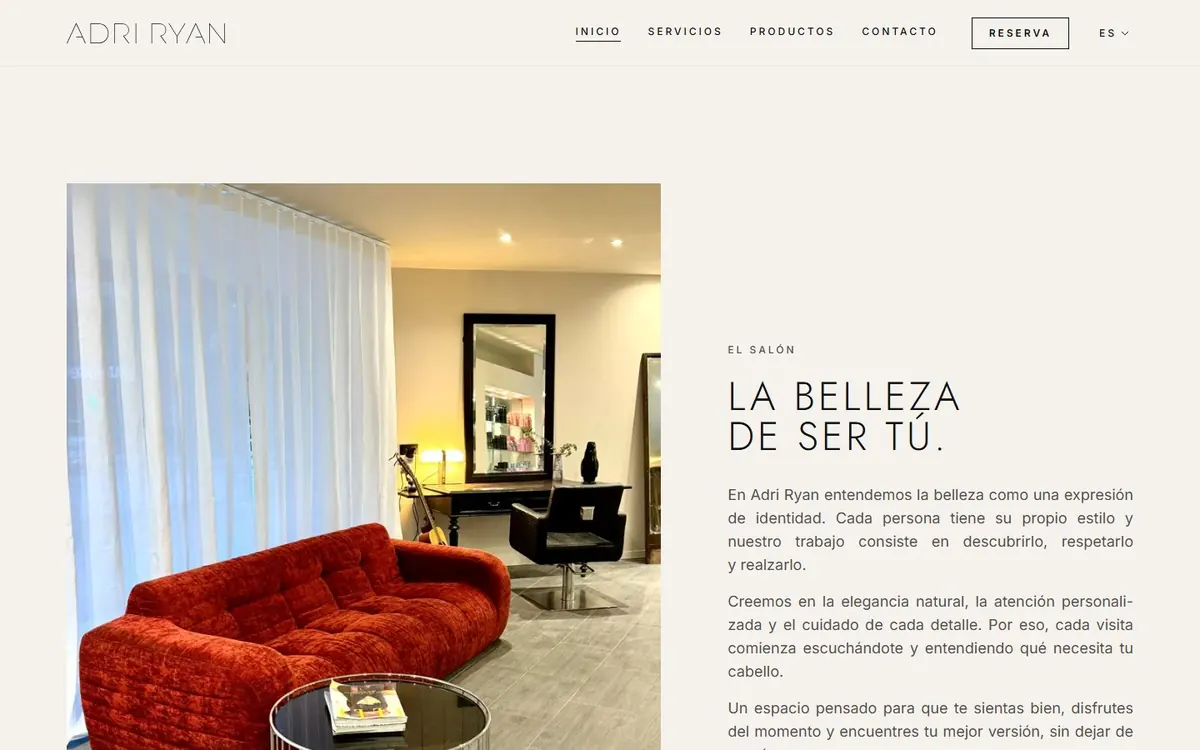 ADRI RYAN
INICIO
SERVICIOS
PRODUCTOS
CONTACTO
RESERVA
ES
EL SALÓN
LA BELLEZA
DE SER TÚ.
En Adri Ryan entendemos la belleza como una expresión
de identidad. Cada persona tiene su propio estilo y
nuestro trabajo consiste en descubrirlo, respetarlo
y realzarlo.
Creemos en la elegancia natural, la atención personali-
zada y el cuidado de cada detalle. Por eso, cada visita
comienza escuchándote y entendiendo qué necesita tu
cabello.
Un espacio pensado para que te sientas bien, disfrutes
del momento y encuentres tu mejor versión, sin dejar de